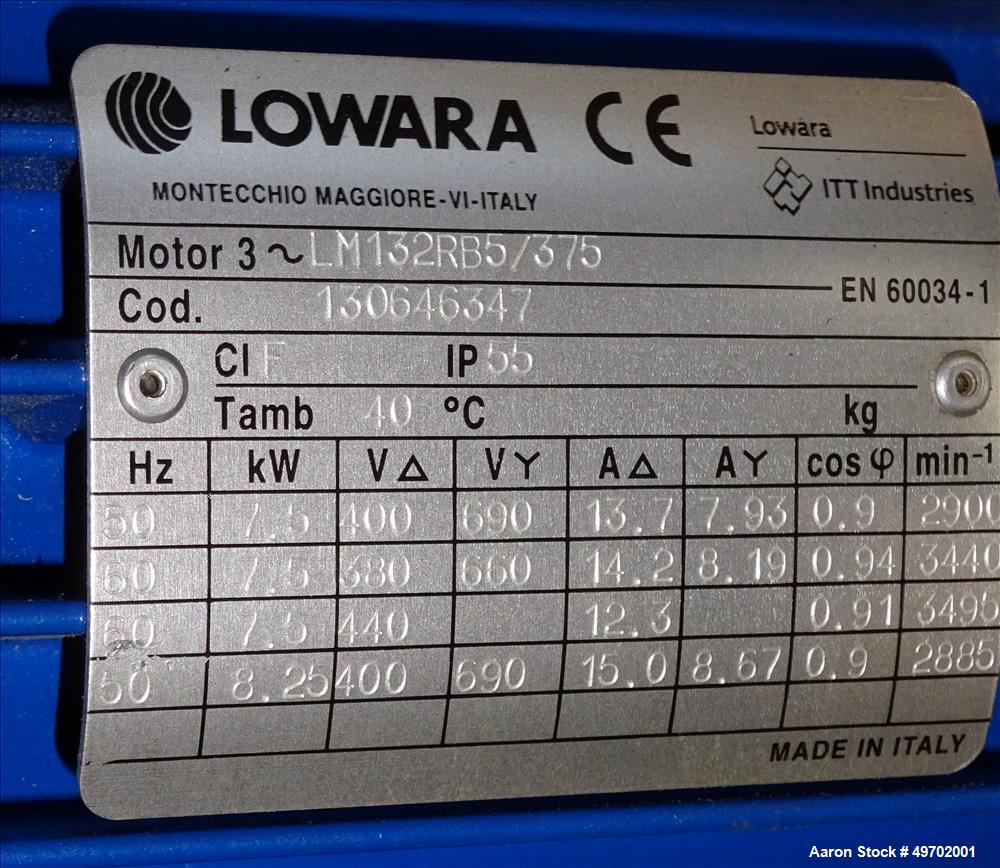 LOWARA CE
Lowara
ITT Industries
MONTECCHIO MAGGIORE-VI-ITALY
Motor 3 ~ LM132RB5/375
EN 60034-1
Cod. 130646347
Cl F IP 55
Tamb 40 °C kg
Hz kW V △ V Y A △ A Y cos φ min-1
50 7.5 400 690 13.7 7.93 0.9 2900
60 7.5 380 660 14.2 8.19 0.94 3440
60 7.5 440 12.3 0.91 3495
50 8.25 400 690 15.0 8.67 0.9 2885
MADE IN ITALY
Aaron Stock # 49702001